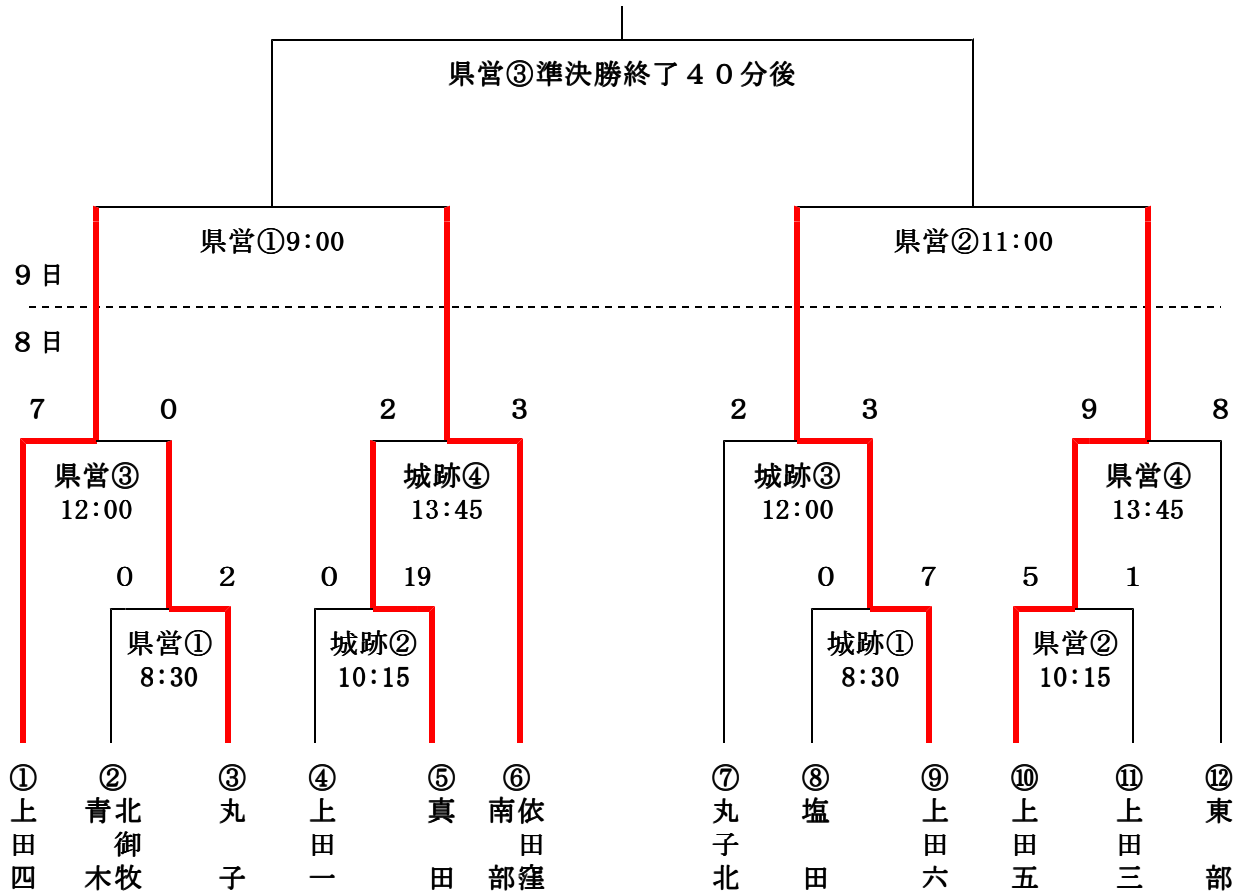 県営③準決勝終了４０分後
県営①9:00
県営②11:00
９日
８日
7 0 2 3 2 3 9 8
県営③
12:00
城跡④
13:45
城跡③
12:00
県営④
13:45
0 2 0 19 0 7 5 1
県営①
8:30
城跡②
10:15
城跡①
8:30
県営②
10:15
①上田四
②北御牧
青木
③丸子
④上田一
⑤真田
⑥依田窪
南部
⑦丸子北
⑧塩田
⑨上田六
⑩上田五
⑪上田三
⑫東部